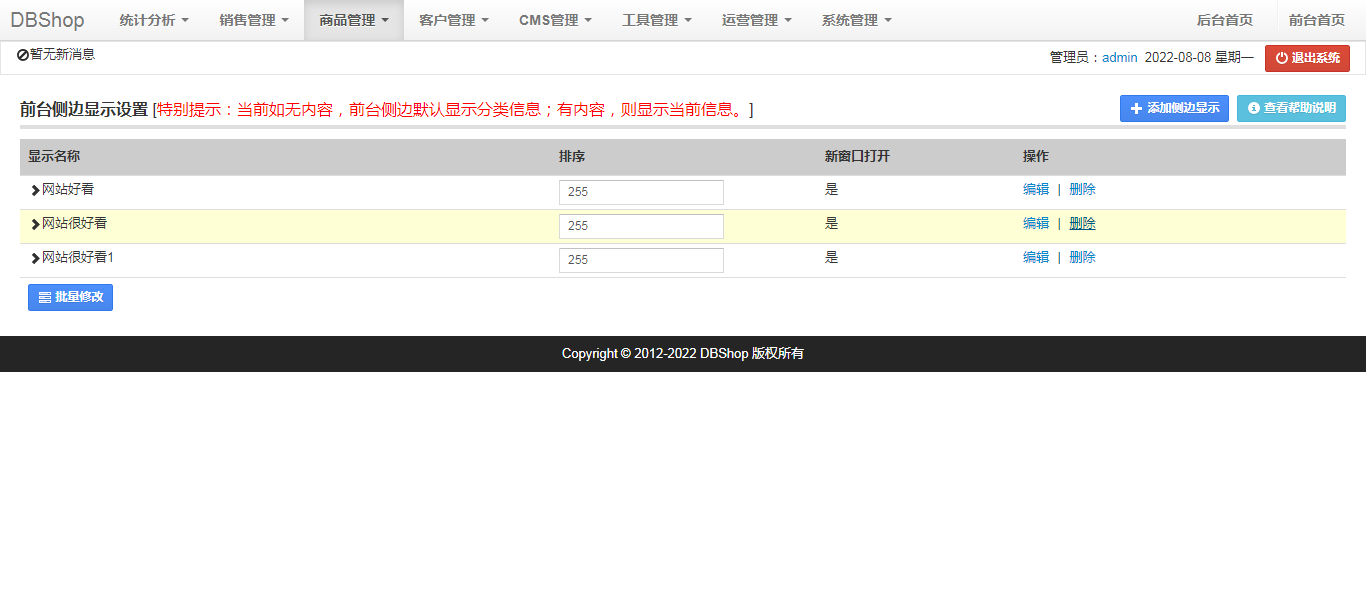 DBShop 统计分析 销售管理 商品管理 客户管理 CMS管理 工具管理 运营管理 系统管理 后台首页 前台首页
暂无新消息 管理员：admin 2022-08-08 星期一 退出系统
前台侧边显示设置 [特别提示：当前如无内容，前台侧边默认显示分类信息；有内容，则显示当前信息。] 添加侧边显示 查看帮助说明
显示名称 排序 新窗口打开 操作
网站好看 255 是 编辑 | 删除
网站很好看 255 是 编辑 | 删除
网站很好看1 255 是 编辑 | 删除
批量修改
Copyright © 2012-2022 DBShop 版权所有